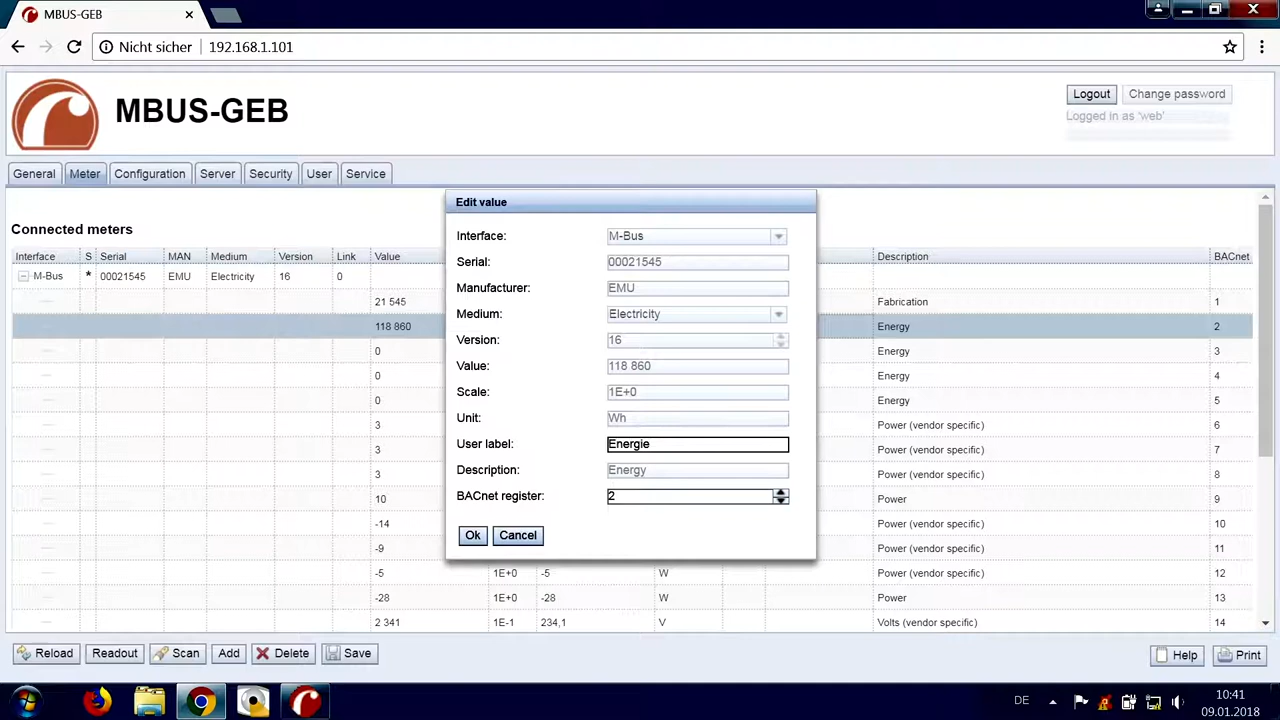 MBUS-GEB
Nicht sicher 192.168.1.101
MBUS-GEB
Logout Change password
Logged in as 'web'
General Meter Configuration Server Security User Service
Connected meters
Interface S Serial MAN Medium Version Link Value Description BACnet
M-Bus * 00021545 EMU Electricity 16 0
21 545 Fabrication 1
118 860 Energy 2
0 Energy 3
0 Energy 4
0 Energy 5
3 Power (vendor specific) 6
3 Power (vendor specific) 7
3 Power (vendor specific) 8
10 Power 9
-14 Power (vendor specific) 10
-9 Power (vendor specific) 11
-5 1E+0 -5 W Power (vendor specific) 12
-28 1E+0 -28 W Power 13
2 341 1E-1 234,1 V Volts (vendor specific) 14
Edit value
Interface: M-Bus
Serial: 00021545
Manufacturer: EMU
Medium: Electricity
Version: 16
Value: 118 860
Scale: 1E+0
Unit: Wh
User label: Energie
Description: Energy
BACnet register: 2
Ok Cancel
Reload Readout Scan Add Delete Save Help Print
DE 10:41
09.01.2018